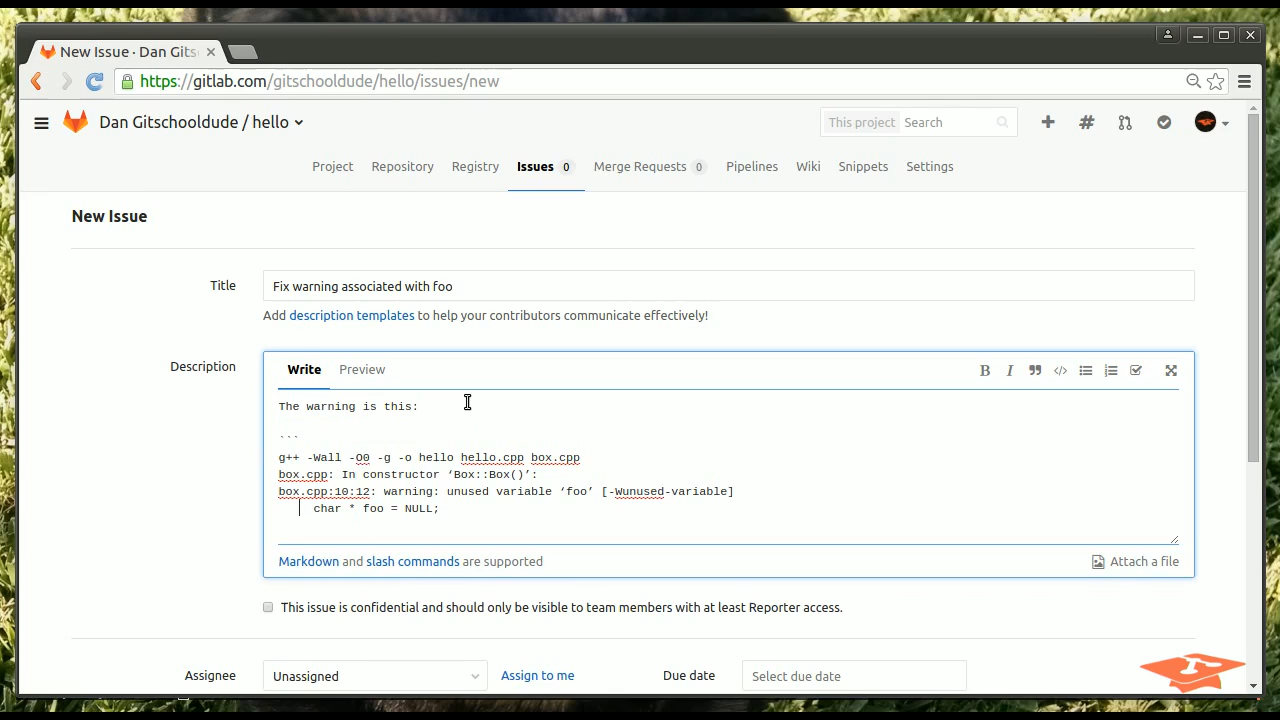 New Issue · Dan Gits
https://gitlab.com/gitschooldude/hello/issues/new
Dan Gitschooldude / hello
This project Search
Project Repository Registry Issues 0 Merge Requests 0 Pipelines Wiki Snippets Settings
New Issue
Title Fix warning associated with foo
Add description templates to help your contributors communicate effectively!
Description Write Preview B I
The warning is this:
```
g++ -Wall -O0 -g -o hello hello.cpp box.cpp
box.cpp: In constructor ‘Box::Box()’:
box.cpp:10:12: warning: unused variable ‘foo’ [-Wunused-variable]
char * foo = NULL;
Markdown and slash commands are supported Attach a file
This issue is confidential and should only be visible to team members with at least Reporter access.
Assignee Unassigned Assign to me Due date Select due date